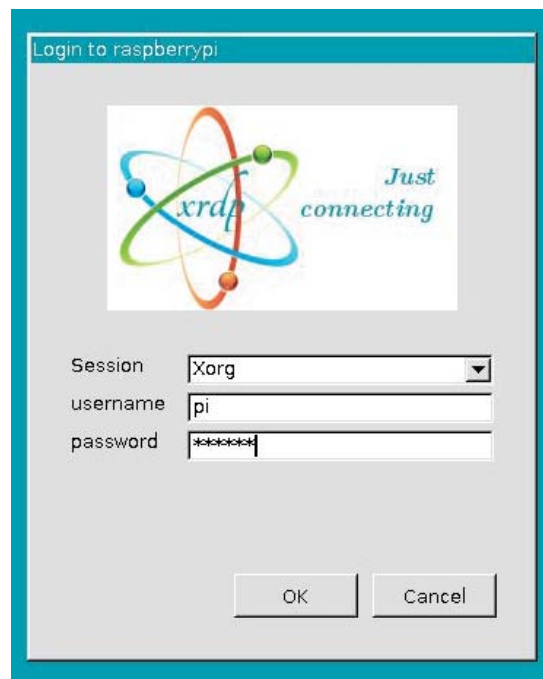 Login to raspberrypi
xrdp
Just
connecting
Session
Xorg
username
pi
password
******
OK
Cancel